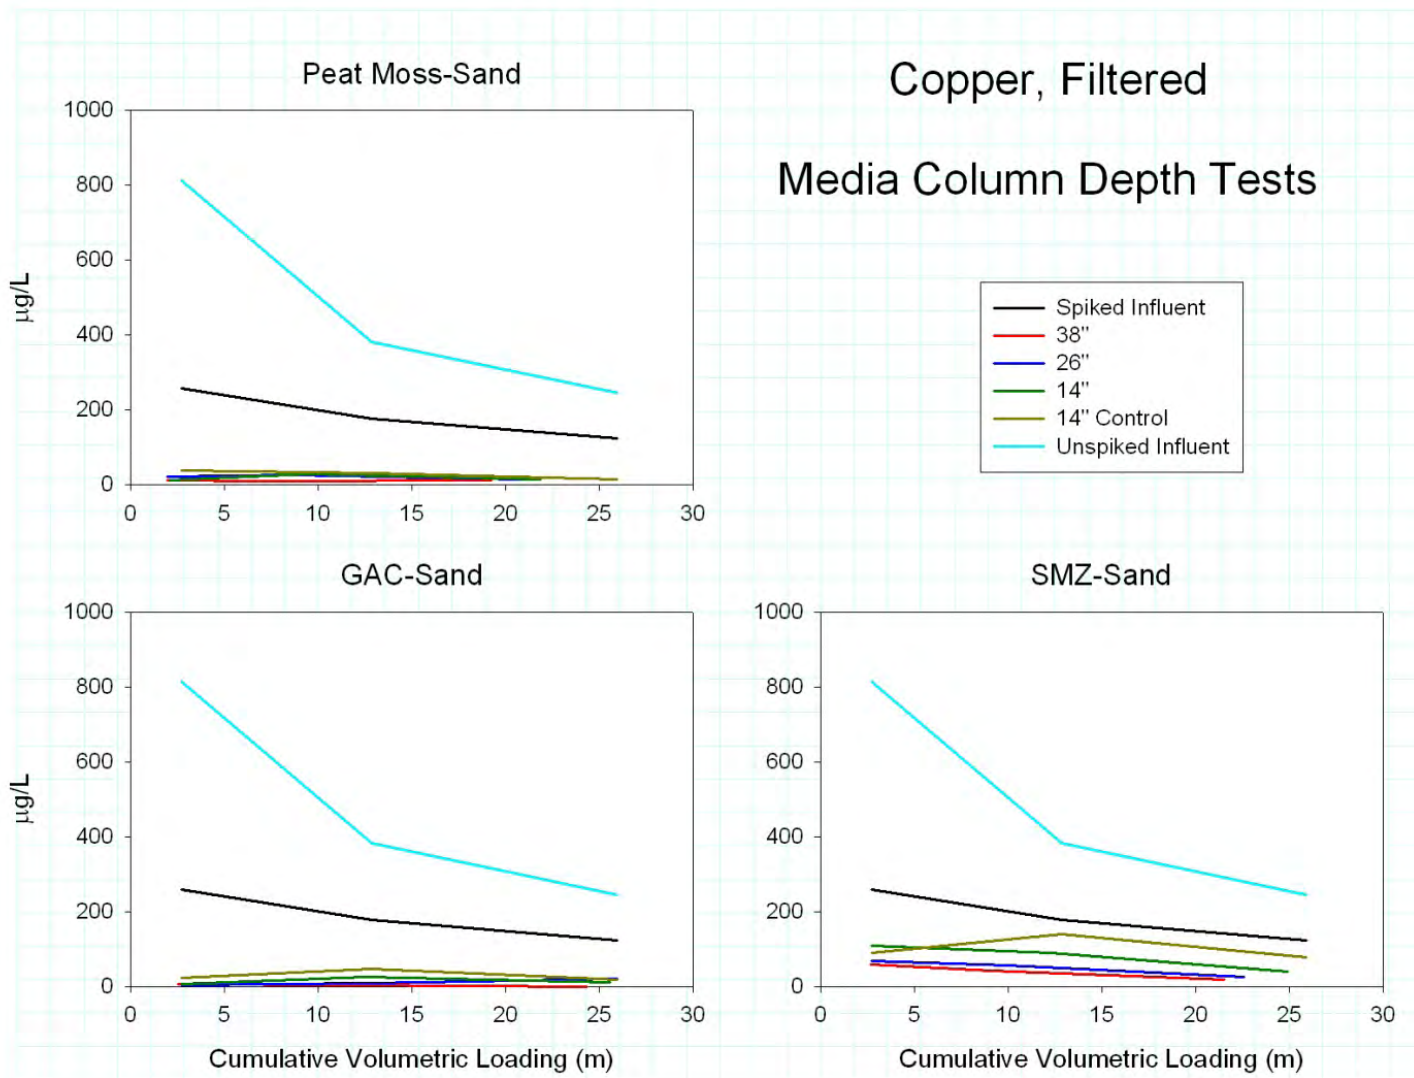 Copper, Filtered
Media Column Depth Tests
Peat Moss-Sand
1000
800
600
400
200
0
µg/L
0 5 10 15 20 25 30
Spiked Influent
38"
26"
14"
14" Control
Unspiked Influent
GAC-Sand
1000
800
600
400
200
0
µg/L
0 5 10 15 20 25 30
Cumulative Volumetric Loading (m)
SMZ-Sand
1000
800
600
400
200
0
0 5 10 15 20 25 30
Cumulative Volumetric Loading (m)